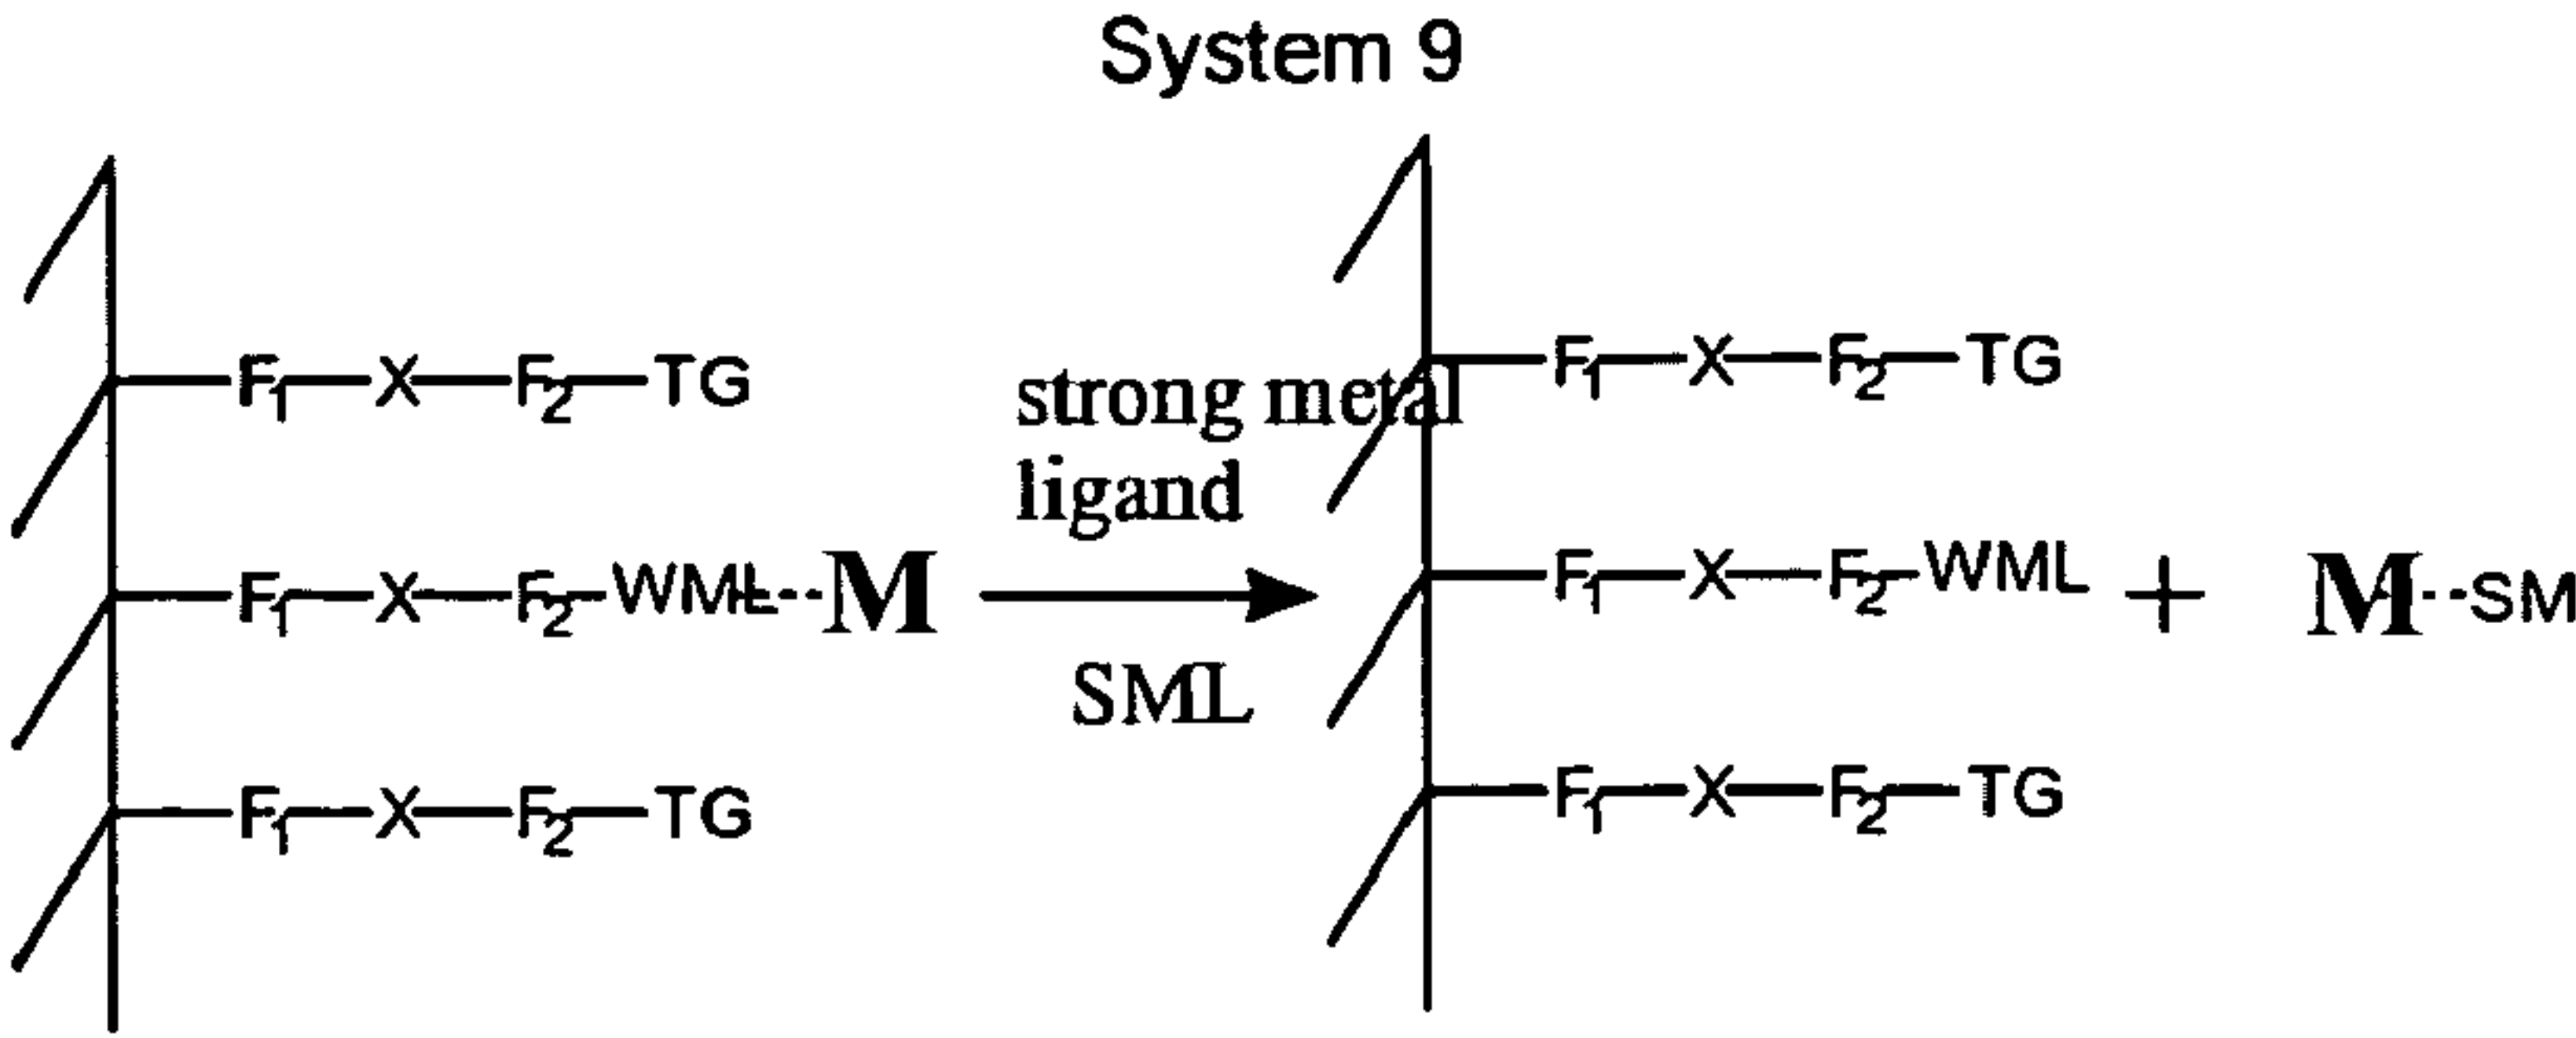 System 9
F₁—X—F₂—TG
strong metal
ligand
F₁—X—F₂—WML---M
SML
F₁—X—F₂—TG
F₁—X—F₂—TG
F₁—X—F₂—WML + M---SM
F₁—X—F₂—TG